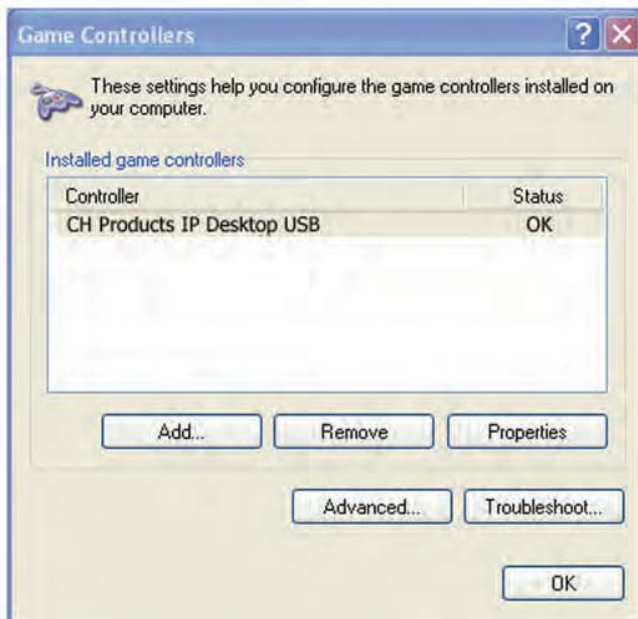 Game Controllers
These settings help you configure the game controllers installed on
your computer.
Installed game controllers
Controller Status
CH Products IP Desktop USB OK
Add... Remove Properties
Advanced... Troubleshoot...
OK